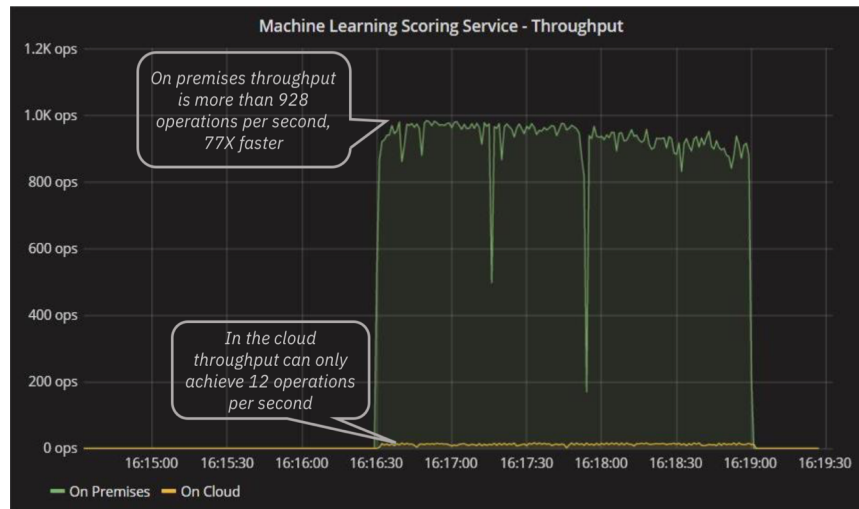 Machine Learning Scoring Service - Throughput
1.2K ops
On premises throughput
is more than 928
operations per second,
77X faster
1.0K ops
800 ops
600 ops
400 ops
In the cloud
throughput can only
achieve 12 operations
per second
200 ops
0 ops
16:15:00 16:15:30 16:16:00 16:16:30 16:17:00 16:17:30 16:18:00 16:18:30 16:19:00 16:19:30
On Premises On Cloud